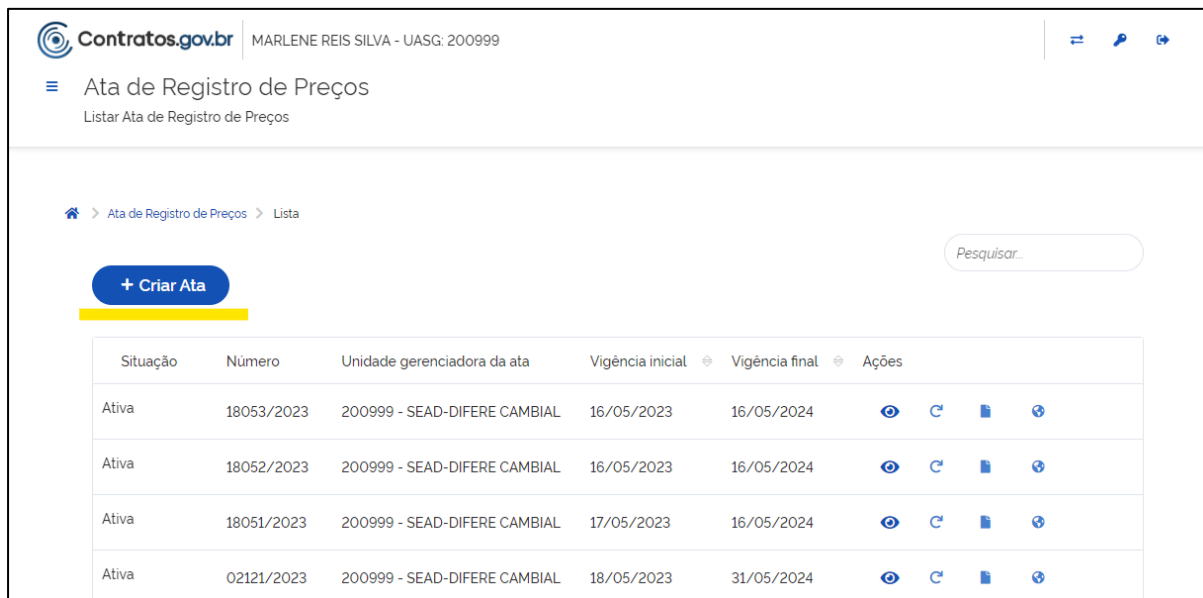 Contratos.gov.br MARLENE REIS SILVA - UASG: 200999
Ata de Registro de Preços
Listar Ata de Registro de Preços
Ata de Registro de Preços > Lista
Pesquisar...
+ Criar Ata
Situação Número Unidade gerenciadora da ata Vigência inicial Vigência final Ações
Ativa 18053/2023 200999 - SEAD-DIFERE CAMBIAL 16/05/2023 16/05/2024
Ativa 18052/2023 200999 - SEAD-DIFERE CAMBIAL 16/05/2023 16/05/2024
Ativa 18051/2023 200999 - SEAD-DIFERE CAMBIAL 17/05/2023 16/05/2024
Ativa 02121/2023 200999 - SEAD-DIFERE CAMBIAL 18/05/2023 31/05/2024